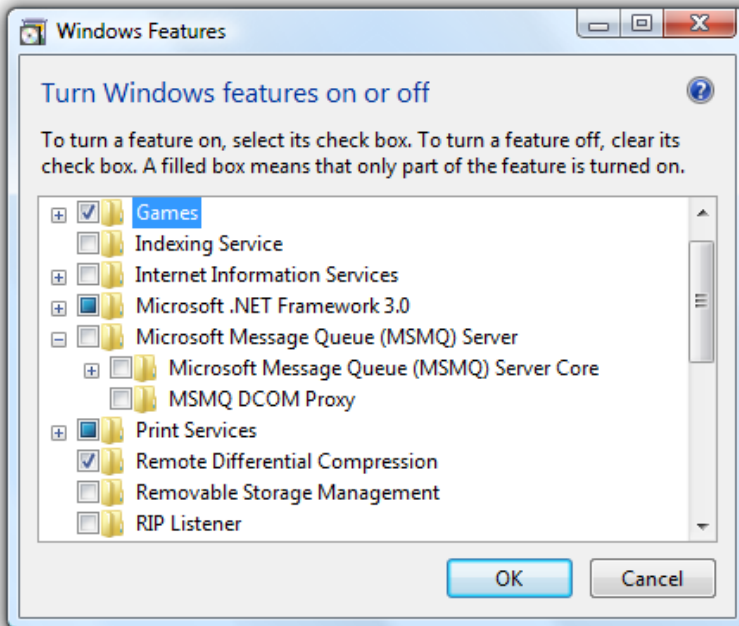 Windows Features
Turn Windows features on or off
To turn a feature on, select its check box. To turn a feature off, clear its
check box. A filled box means that only part of the feature is turned on.
Games
Indexing Service
Internet Information Services
Microsoft .NET Framework 3.0
Microsoft Message Queue (MSMQ) Server
Microsoft Message Queue (MSMQ) Server Core
MSMQ DCOM Proxy
Print Services
Remote Differential Compression
Removable Storage Management
RIP Listener
OK Cancel